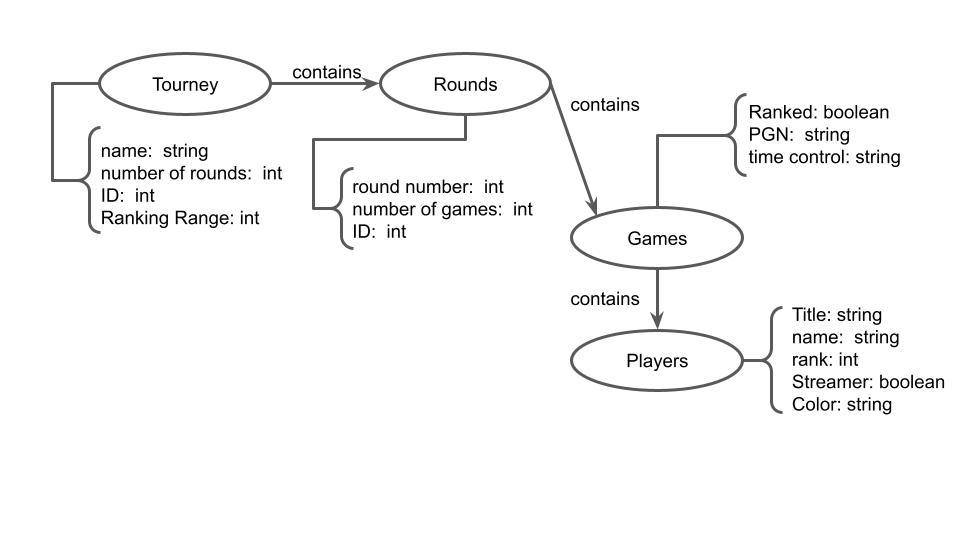 Tourney
contains
Rounds
contains
name:  string
number of rounds:  int
ID:  int
Ranking Range: int
round number:  int
number of games:  int
ID:  int
Ranked: boolean
PGN:  string
time control: string
Games
contains
Players
Title: string
name:  string
rank: int
Streamer: boolean
Color: string